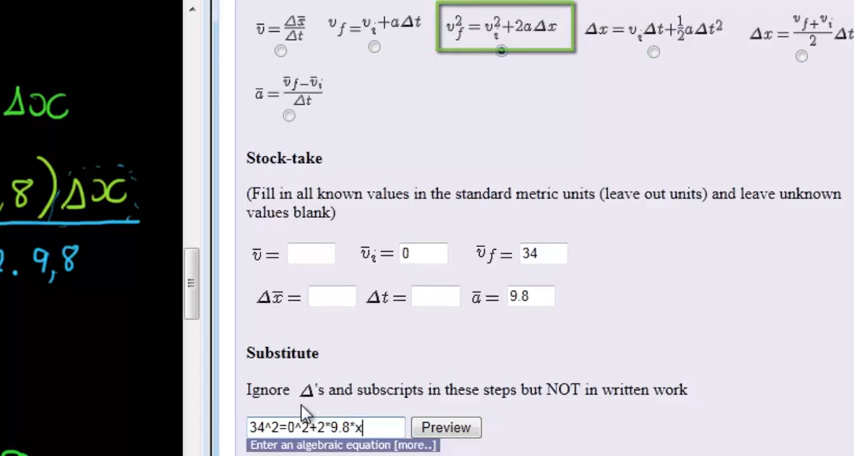 v̄ = Δx̄/Δt v_f = v_i + aΔt v_f² = v_i² + 2aΔx Δx = v_iΔt + ½aΔt² Δx = (v_f + v_i)/2 Δt
ā = (v̄_f − v̄_i)/Δt
Δx
,8) Δx
. 9,8
Stock-take
(Fill in all known values in the standard metric units (leave out units) and leave unknown
values blank)
v̄ = v̄_i = 0 v̄_f = 34
Δx̄ = Δt = ā = 9.8
Substitute
Ignore Δ's and subscripts in these steps but NOT in written work
34^2=0^2+2*9.8*x Preview
Enter an algebraic equation [more..]